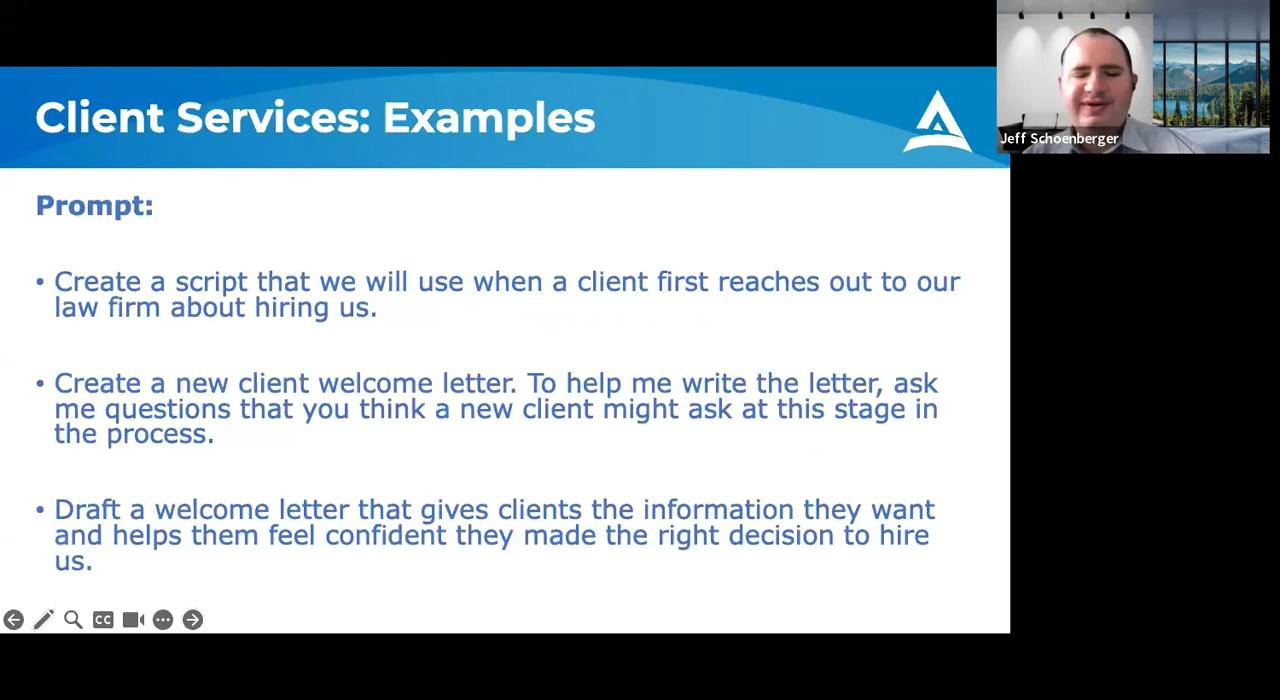 Client Services: Examples
Jeff Schoenberger
Prompt:
• Create a script that we will use when a client first reaches out to our
law firm about hiring us.
• Create a new client welcome letter. To help me write the letter, ask
me questions that you think a new client might ask at this stage in
the process.
• Draft a welcome letter that gives clients the information they want
and helps them feel confident they made the right decision to hire
us.
CC